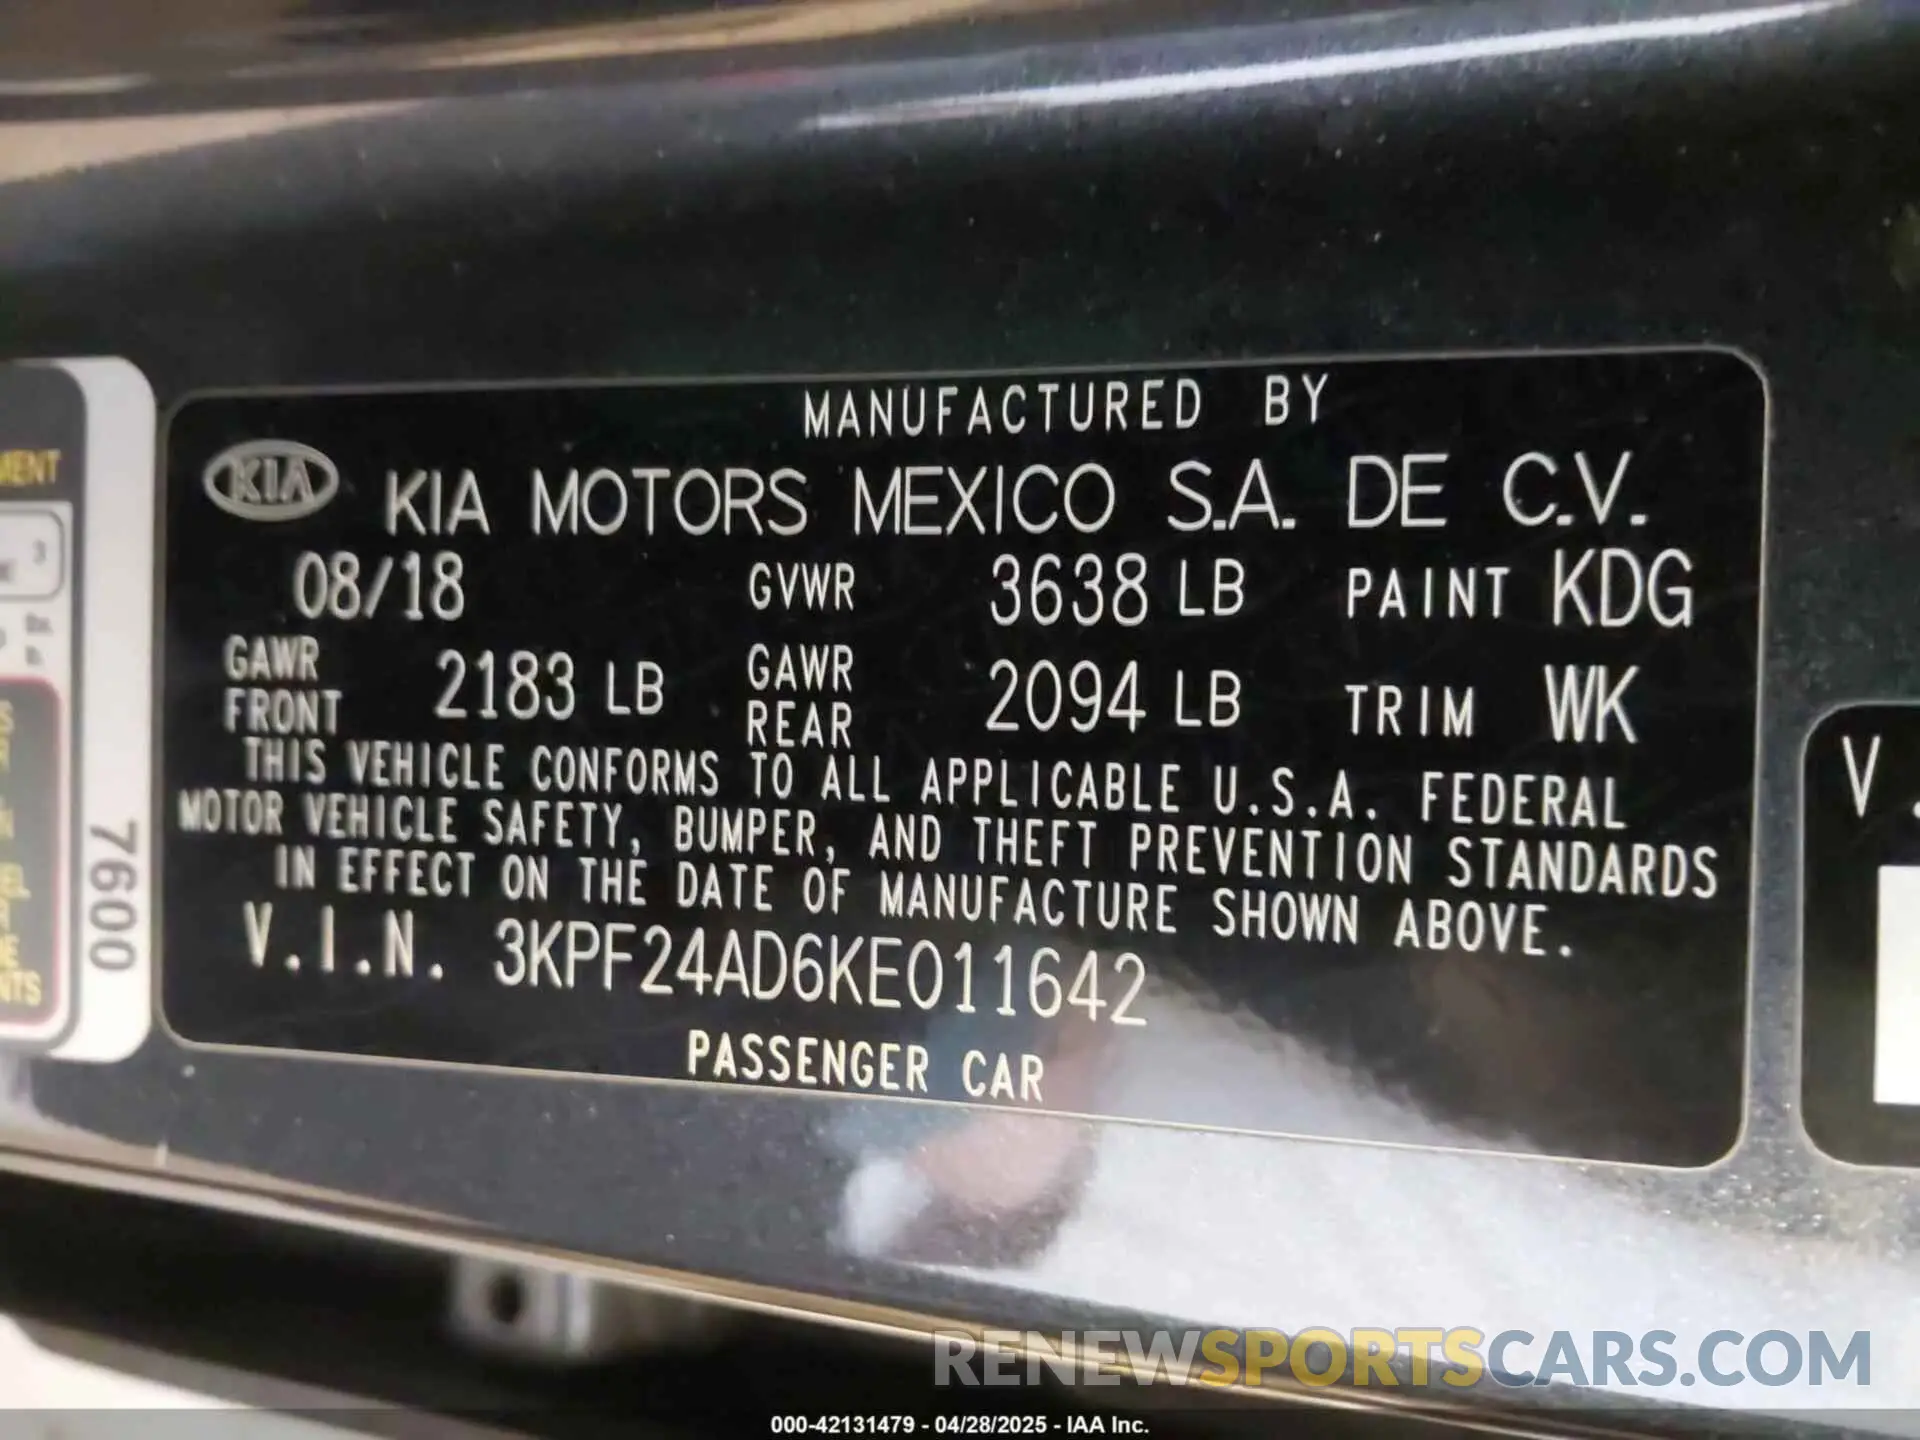 MANUFACTURED BY
KIA KIA MOTORS MEXICO S.A. DE C.V.
08/18 GVWR 3638 LB PAINT KDG
GAWR FRONT 2183 LB GAWR REAR 2094 LB TRIM WK
THIS VEHICLE CONFORMS TO ALL APPLICABLE U.S.A. FEDERAL
MOTOR VEHICLE SAFETY, BUMPER, AND THEFT PREVENTION STANDARDS
IN EFFECT ON THE DATE OF MANUFACTURE SHOWN ABOVE.
V.I.N. 3KPF24AD6KE011642
PASSENGER CAR
7600
V.
RENEWSPORTSCARS.COM
000-42131479 - 04/28/2025 - IAA Inc.